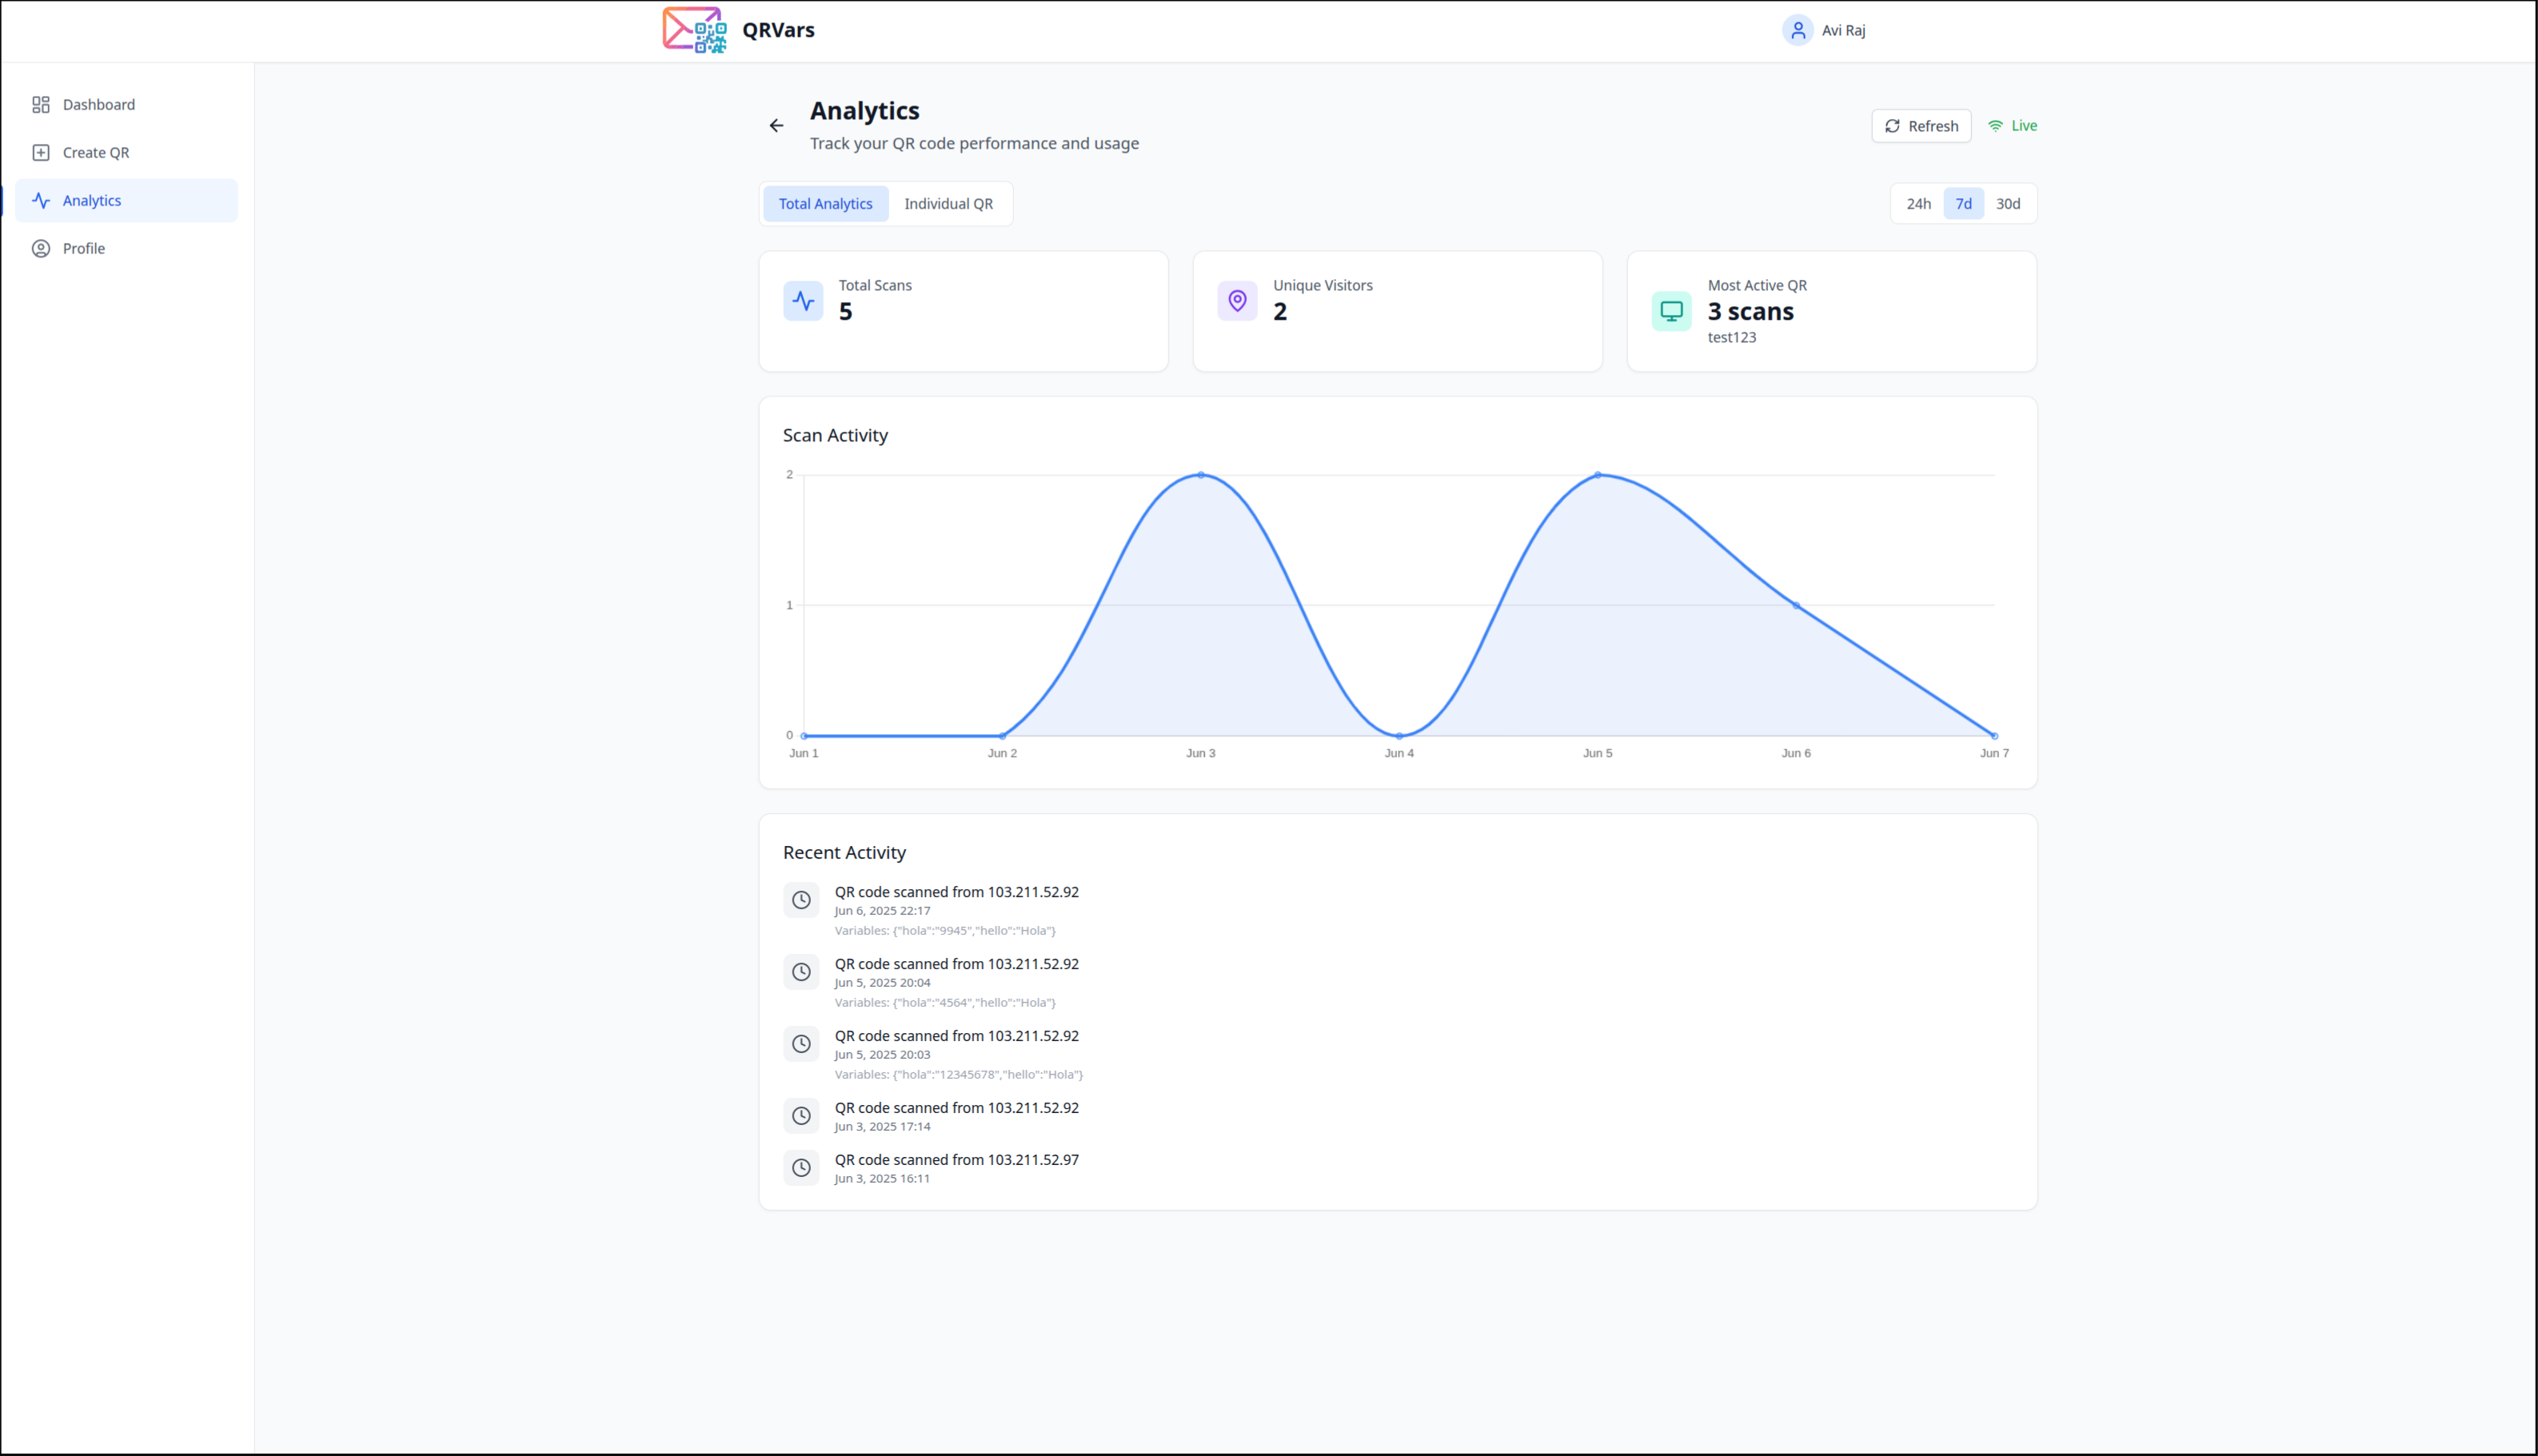 QRVars
Avi Raj
Dashboard
Create QR
Analytics
Profile
Analytics
Track your QR code performance and usage
Refresh
Live
Total Analytics
Individual QR
24h
7d
30d
Total Scans
5
Unique Visitors
2
Most Active QR
3 scans
test123
Scan Activity
2
1
0
Jun 1
Jun 2
Jun 3
Jun 4
Jun 5
Jun 6
Jun 7
Recent Activity
QR code scanned from 103.211.52.92
Jun 6, 2025 22:17
Variables: {"hola":"9945","hello":"Hola"}
QR code scanned from 103.211.52.92
Jun 5, 2025 20:04
Variables: {"hola":"4564","hello":"Hola"}
QR code scanned from 103.211.52.92
Jun 5, 2025 20:03
Variables: {"hola":"12345678","hello":"Hola"}
QR code scanned from 103.211.52.92
Jun 3, 2025 17:14
QR code scanned from 103.211.52.97
Jun 3, 2025 16:11